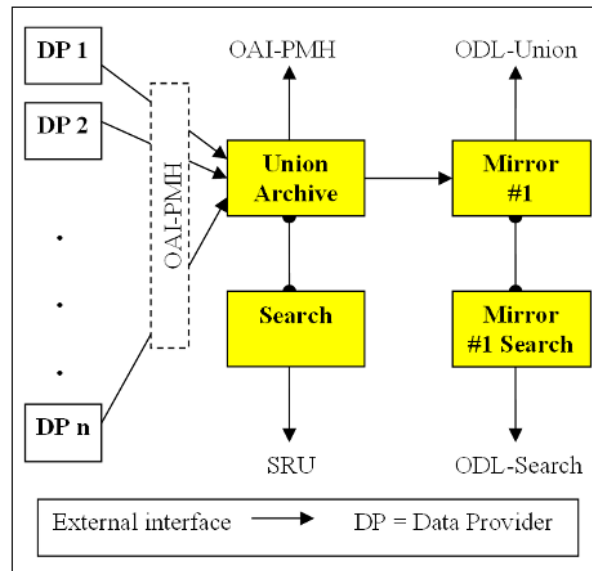 DP 1
DP 2
DP n
OAI-PMH
OAI-PMH
ODL-Union
Union
Archive
Mirror
#1
Search
Mirror
#1 Search
SRU
ODL-Search
External interface
DP = Data Provider